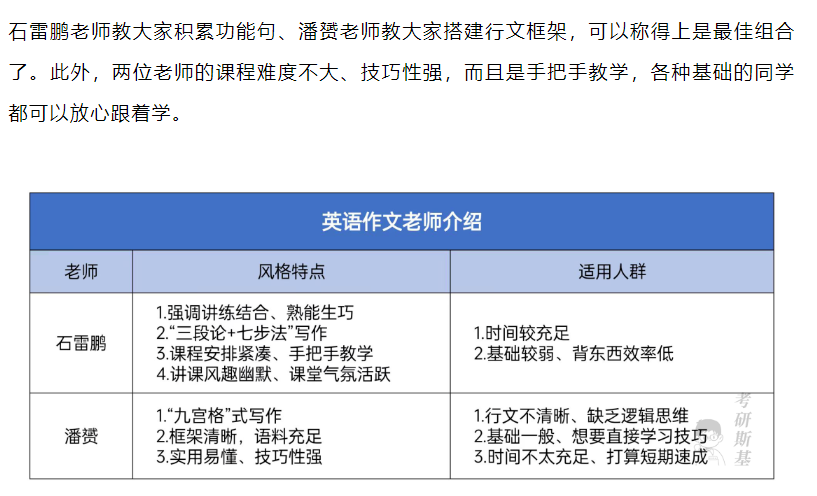 石雷鹏老师教大家积累功能句、潘赟老师教大家搭建行文框架，可以称得上是最佳组合
了。此外，两位老师的课程难度不大、技巧性强，而且是手把手教学，各种基础的同学
都可以放心跟着学。
英语作文老师介绍
老师
风格特点
适用人群
石雷鹏
1.强调讲练结合、熟能生巧
2.“三段论+七步法”写作
3.课程安排紧凑、手把手教学
4.讲课风趣幽默、课堂气氛活跃
1.时间较充足
2.基础较弱、背东西效率低
潘赟
1.“九宫格”式写作
2.框架清晰，语料充足
3.实用易懂、技巧性强
1.行文不清晰、缺乏逻辑思维
2.基础一般、想要直接学习技巧
3.时间不太充足、打算短期速成
考研斯基